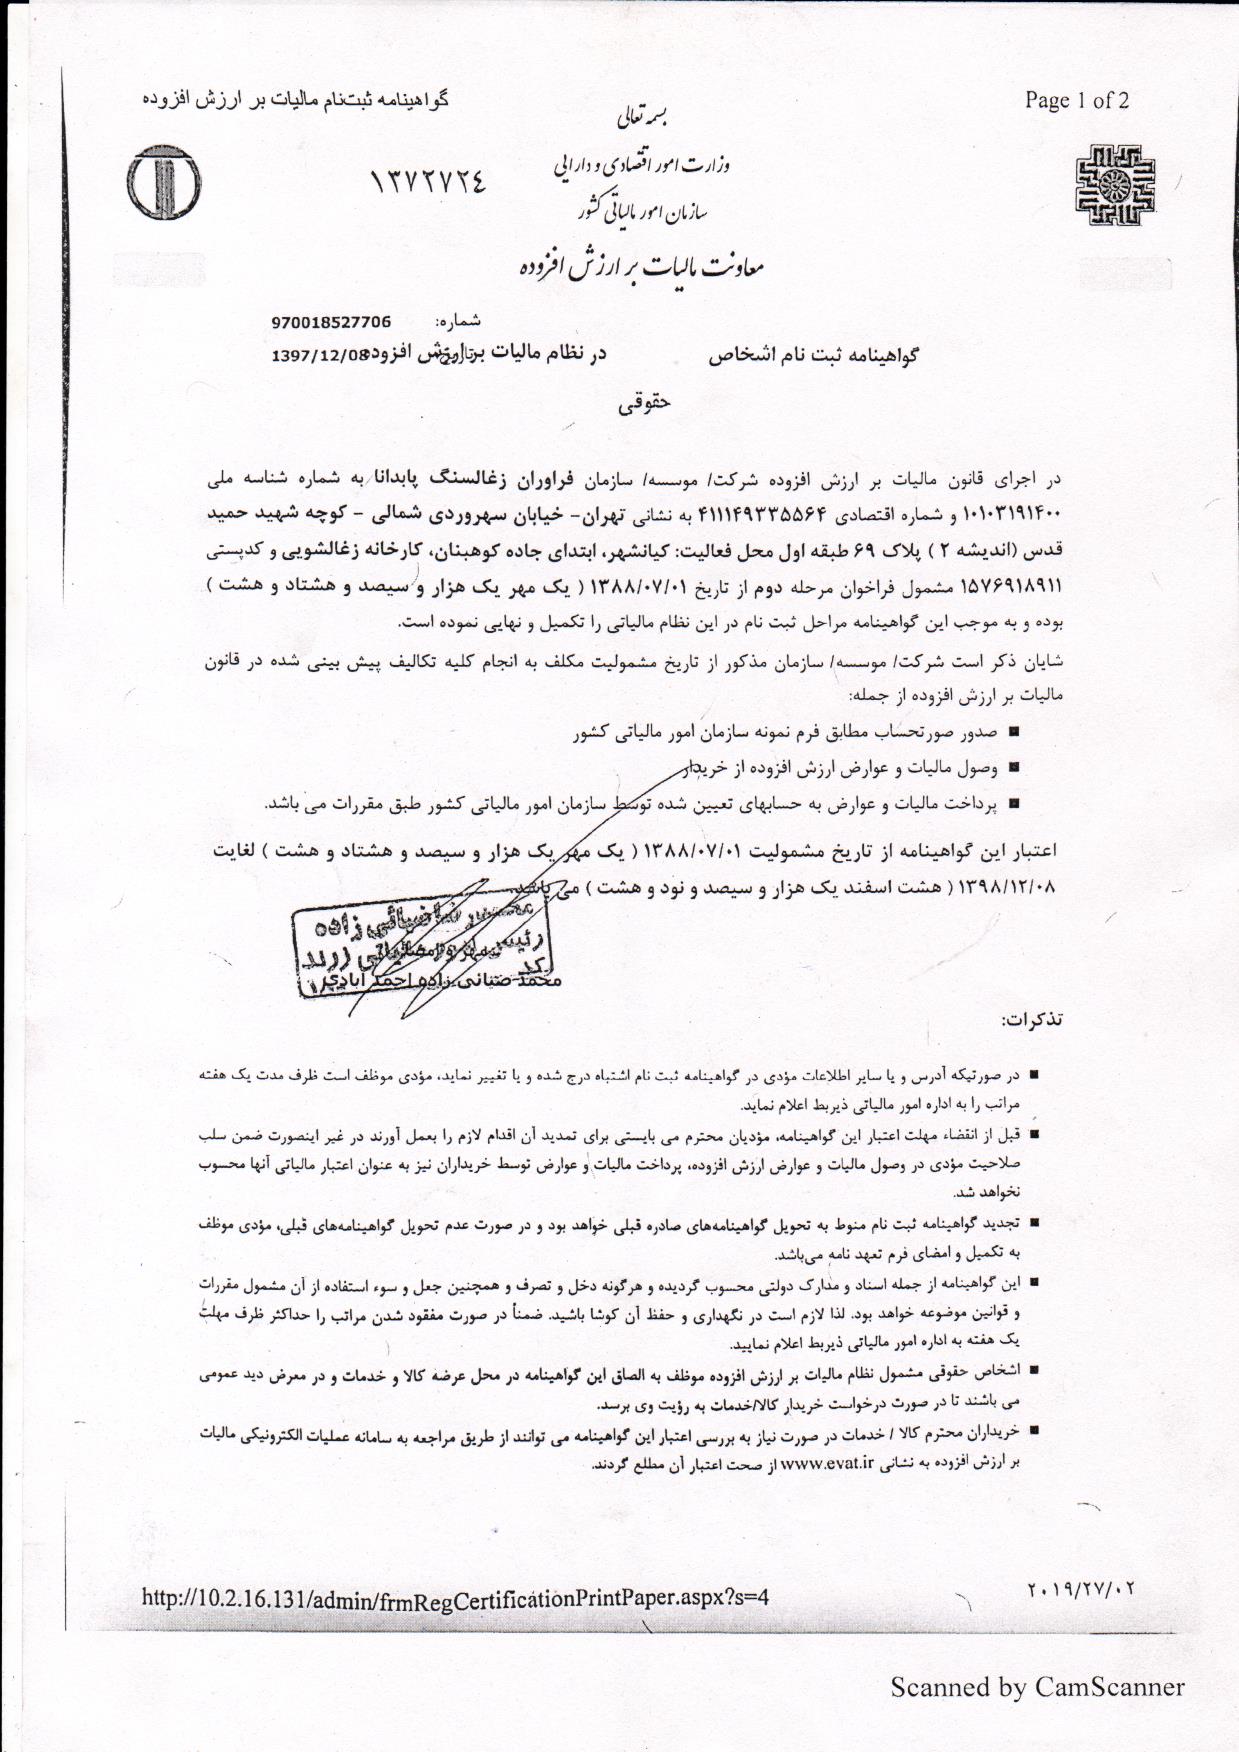 گواهینامه ثبت‌نام مالیات بر ارزش افزوده
Page 1 of 2
بسمه تعالی
وزارت امور اقتصادی و دارایی
۱۳۷۲۷۲٤
سازمان امور مالیاتی کشور
معاونت مالیات بر ارزش افزوده
شماره: 970018527706
گواهینامه ثبت نام اشخاص در نظام مالیات بر ارزش افزوده تاریخ: 1397/12/08
حقوقی
در اجرای قانون مالیات بر ارزش افزوده شرکت/ موسسه/ سازمان فراوران زغالسنگ پابدانا به شماره شناسه ملی
۱۰۱۰۳۱۹۱۴۰۰ و شماره اقتصادی ۴۱۱۱۴۹۳۳۵۵۶۴ به نشانی تهران- خیابان سهروردی شمالی - کوچه شهید حمید
قدس (اندیشه ۲ ) پلاک ۶۹ طبقه اول محل فعالیت: کیانشهر، ابتدای جاده کوهبنان، کارخانه زغالشویی و کدپستی
۱۵۷۶۹۱۸۹۱۱ مشمول فراخوان مرحله دوم از تاریخ ۱۳۸۸/۰۷/۰۱ ( یک مهر یک هزار و سیصد و هشتاد و هشت )
بوده و به موجب این گواهینامه مراحل ثبت نام در این نظام مالیاتی را تکمیل و نهایی نموده است.
شایان ذکر است شرکت/ موسسه/ سازمان مذکور از تاریخ مشمولیت مکلف به انجام کلیه تکالیف پیش بینی شده در قانون
مالیات بر ارزش افزوده از جمله:
■ صدور صورتحساب مطابق فرم نمونه سازمان امور مالیاتی کشور
■ وصول مالیات و عوارض ارزش افزوده از خریدار
■ پرداخت مالیات و عوارض به حسابهای تعیین شده توسط سازمان امور مالیاتی کشور طبق مقررات می باشد.
اعتبار این گواهینامه از تاریخ مشمولیت ۱۳۸۸/۰۷/۰۱ ( یک مهر یک هزار و سیصد و هشتاد و هشت ) لغایت
۱۳۹۸/۱۲/۰۸ ( هشت اسفند یک هزار و سیصد و نود و هشت ) می باشد.
ضیائی زاده
رئیس امور مالیاتی زرند
کد
محمد ضیائی زاده احمد آبادی
تذکرات:
■ در صورتیکه آدرس و یا سایر اطلاعات مؤدی در گواهینامه ثبت نام اشتباه درج شده و یا تغییر نماید، مؤدی موظف است ظرف مدت یک هفته
مراتب را به اداره امور مالیاتی ذیربط اعلام نماید.
■ قبل از انقضاء مهلت اعتبار این گواهینامه، مؤدیان محترم می بایستی برای تمدید آن اقدام لازم را بعمل آورند در غیر اینصورت ضمن سلب
صلاحیت مؤدی در وصول مالیات و عوارض ارزش افزوده، پرداخت مالیات و عوارض توسط خریداران نیز به عنوان اعتبار مالیاتی آنها محسوب
نخواهد شد.
■ تجدید گواهینامه ثبت نام منوط به تحویل گواهینامه‌های صادره قبلی خواهد بود و در صورت عدم تحویل گواهینامه‌های قبلی، مؤدی موظف
به تکمیل و امضای فرم تعهد نامه می‌باشد.
■ این گواهینامه از جمله اسناد و مدارک دولتی محسوب گردیده و هرگونه دخل و تصرف و همچنین جعل و سوء استفاده از آن مشمول مقررات
و قوانین موضوعه خواهد بود. لذا لازم است در نگهداری و حفظ آن کوشا باشید. ضمناً در صورت مفقود شدن مراتب را حداکثر ظرف مهلت
یک هفته به اداره امور مالیاتی ذیربط اعلام نمایید.
■ اشخاص حقوقی مشمول نظام مالیات بر ارزش افزوده موظف به الصاق این گواهینامه در محل عرضه کالا و خدمات و در معرض دید عمومی
می باشند تا در صورت درخواست خریدار کالا/خدمات به رؤیت وی برسد.
■ خریداران محترم کالا / خدمات در صورت نیاز به بررسی اعتبار این گواهینامه می توانند از طریق مراجعه به سامانه عملیات الکترونیکی مالیات
بر ارزش افزوده به نشانی www.evat.ir از صحت اعتبار آن مطلع گردند.
http://10.2.16.131/admin/frmRegCertificationPrintPaper.aspx?s=4
۲۰۱۹/۲۷/۰۲
Scanned by CamScanner